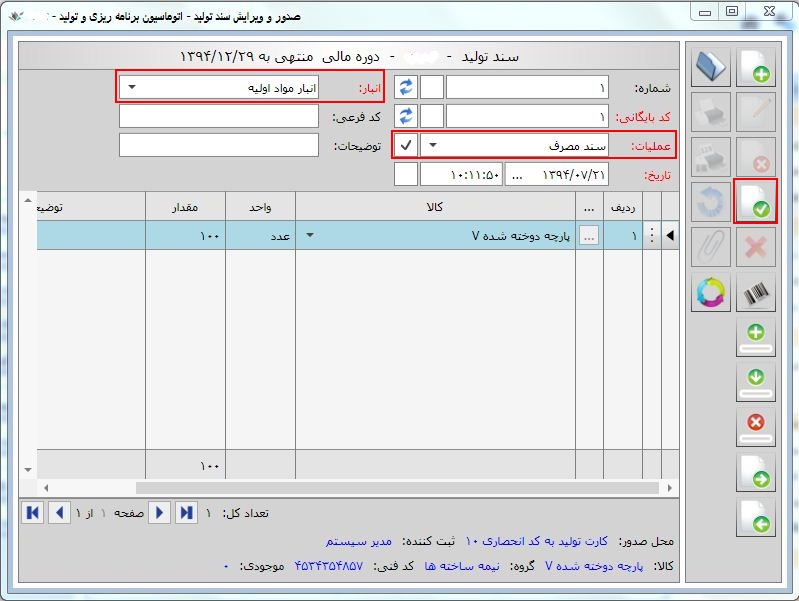 صدور و ویرایش سند تولید - اتوماسیون برنامه ریزی و تولید -
سند تولید - - دوره مالی منتهی به ۱۳۹۴/۱۲/۲۹
شماره: ۱ انبار: انبار مواد اولیه
کد بایگانی: ۱ کد فرعی:
عملیات: سند مصرف توضیحات:
تاریخ: ۱۳۹۴/۰۷/۲۱ ... ۱۰:۱۱:۵۰
ردیف ... کالا واحد مقدار توضیح
۱ ... پارچه دوخته شده 7 عدد ۱۰۰
۱۰۰
تعداد کل: ۱ صفحه ۱ از ۱
محل صدور: کارت تولید به کد انحصاری ۱۰ ثبت کننده: مدیر سیستم
کالا: پارچه دوخته شده 7 گروه: نیمه ساخته ها کد فنی: ۴۵۳۴۳۵۴۸۵۷ موجودی: ۰